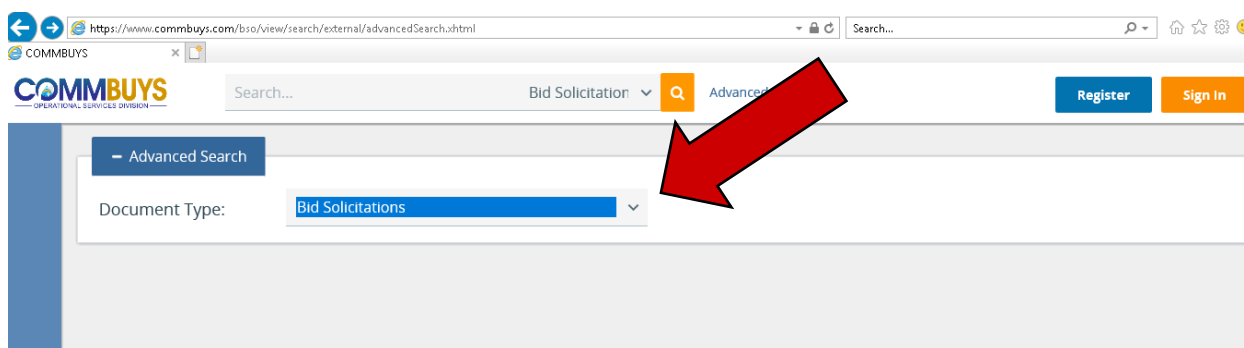 https://www.commbuys.com/bso/view/search/external/advancedSearch.xhtml
Search...
COMMBUYS
COMMBUYS
OPERATIONAL SERVICES DIVISION
Search...
Bid Solicitation
Advanced
Register
Sign In
– Advanced Search
Document Type:
Bid Solicitations